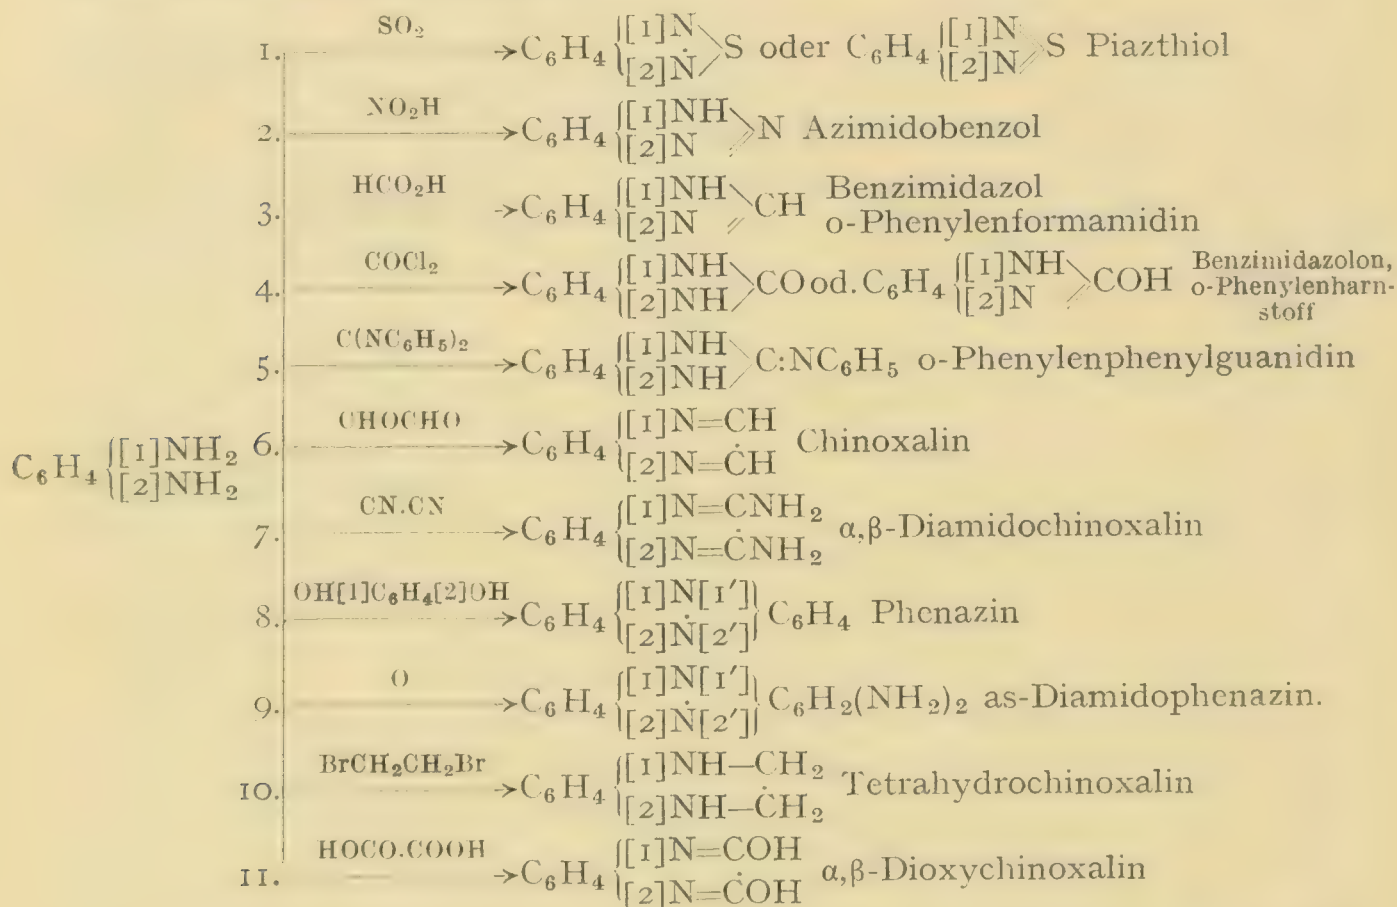 SO₂
1. → C₆H₄ {[1]N [2]N} S oder C₆H₄ {[1]N [2]N} S Piazthiol
NO₂H
2. → C₆H₄ {[1]NH [2]N} N Azimidobenzol
HCO₂H
3. → C₆H₄ {[1]NH [2]N} CH Benzimidazol
o-Phenylenformamidin
COCl₂
4. → C₆H₄ {[1]NH [2]NH} CO od. C₆H₄ {[1]NH [2]N} COH Benzimidazolon,
o-Phenylenharn-
stoff
C(NC₆H₅)₂
5. → C₆H₄ {[1]NH [2]NH} C:NC₆H₅ o-Phenylenphenylguanidin
CHOCHO
C₆H₄ {[1]NH₂ [2]NH₂} 6. → C₆H₄ {[1]N=CH [2]N=CH} Chinoxalin
CN.CN
7. → C₆H₄ {[1]N=CNH₂ [2]N=CNH₂} α,β-Diamidochinoxalin
OH[1]C₆H₄[2]OH
8. → C₆H₄ {[1]N[1′] [2]N[2′]} C₆H₄ Phenazin
O
9. → C₆H₄ {[1]N[1′] [2]N[2′]} C₆H₂(NH₂)₂ as-Diamidophenazin.
BrCH₂CH₂Br
10. → C₆H₄ {[1]NH—CH₂ [2]NH—CH₂ Tetrahydrochinoxalin
HOCO.COOH
11. → C₆H₄ {[1]N=COH [2]N=COH α,β-Dioxychinoxalin